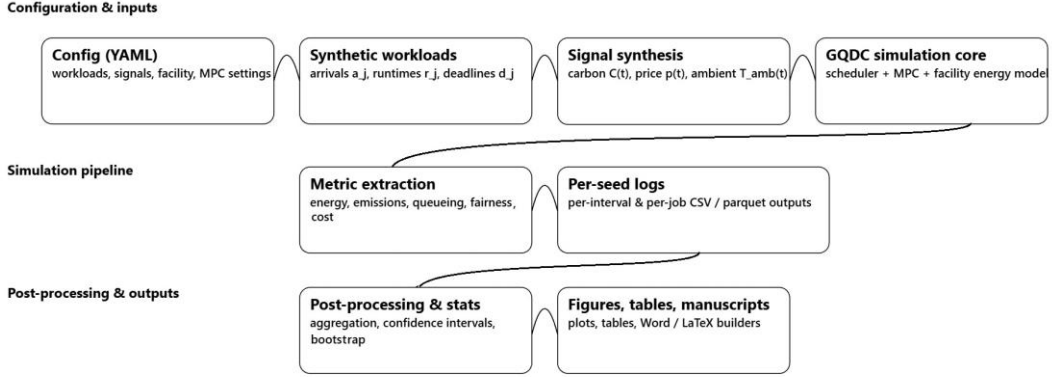 Configuration & inputs
Config (YAML)
workloads, signals, facility, MPC settings
Synthetic workloads
arrivals a_j, runtimes r_j, deadlines d_j
Signal synthesis
carbon C(t), price p(t), ambient T_amb(t)
GQDC simulation core
scheduler + MPC + facility energy model
Simulation pipeline
Metric extraction
energy, emissions, queueing, fairness,
cost
Per-seed logs
per-interval & per-job CSV / parquet outputs
Post-processing & outputs
Post-processing & stats
aggregation, confidence intervals,
bootstrap
Figures, tables, manuscripts
plots, tables, Word / LaTeX builders